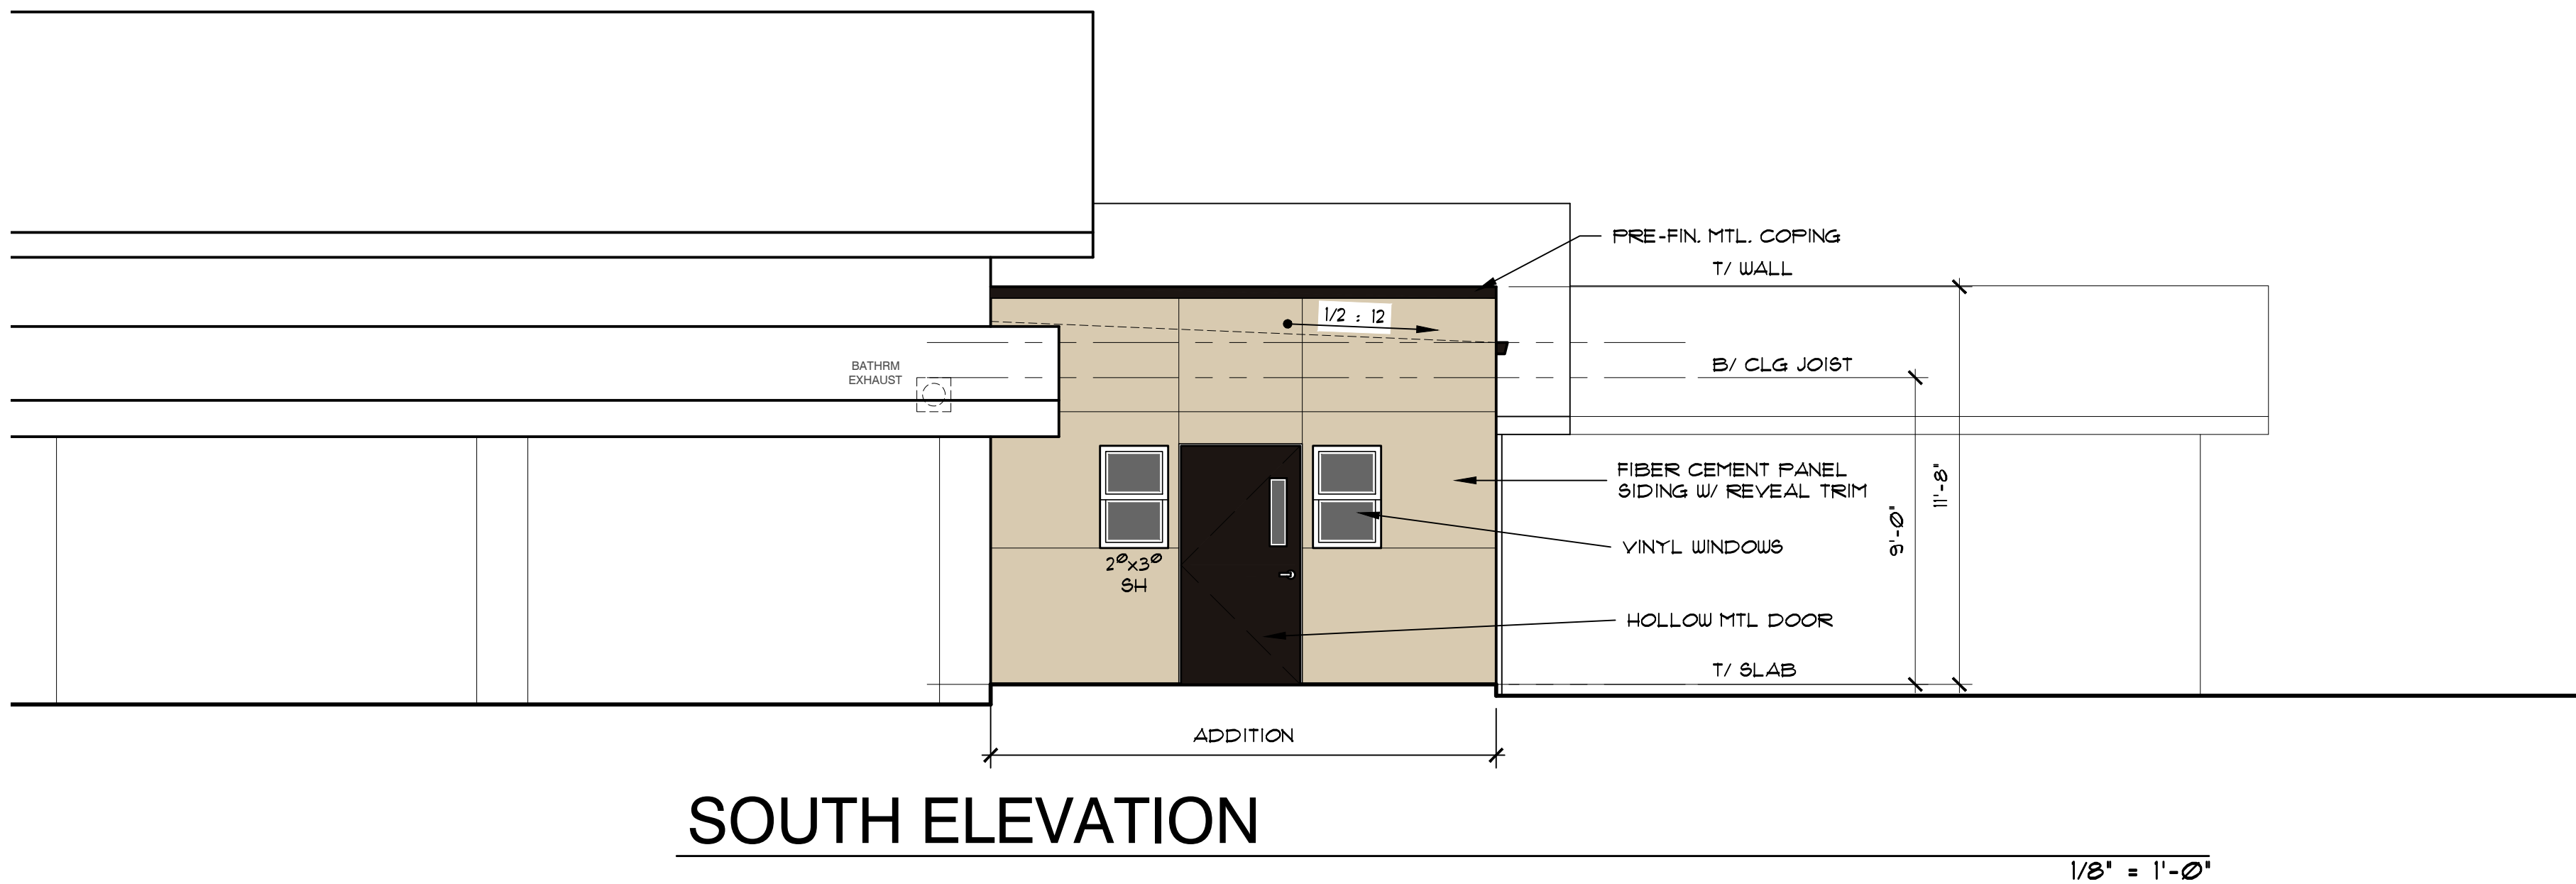 PRE-FIN. MTL. COPING
T/ WALL
1/2 : 12
B/ CLG JOIST
BATHRM
EXHAUST
FIBER CEMENT PANEL
SIDING W/ REVEAL TRIM
11'-8"
9'-0"
VINYL WINDOWS
2⁰x3⁰
SH
HOLLOW MTL DOOR
T/ SLAB
ADDITION
SOUTH ELEVATION
1/8" = 1'-0"